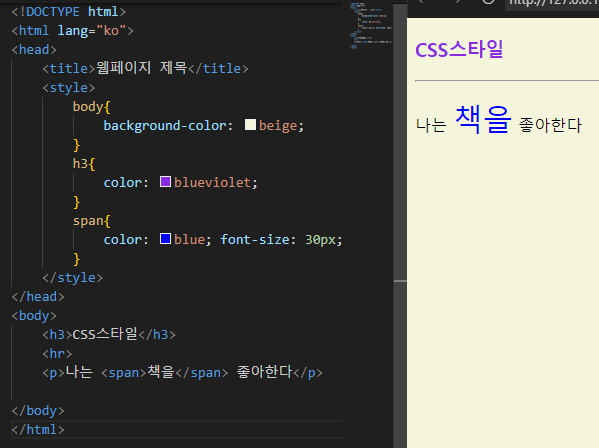 <!DOCTYPE html>
<html lang="ko">
<head>
<title>웹페이지 제목</title>
<style>
body{
background-color: beige;
}
h3{
color: blueviolet;
}
span{
color: blue; font-size: 30px;
}
</style>
</head>
<body>
<h3>CSS스타일</h3>
<hr>
<p>나는 <span>책을</span> 좋아한다</p>
</body>
</html>
http://127.0.0.1
CSS스타일
나는 책을 좋아한다